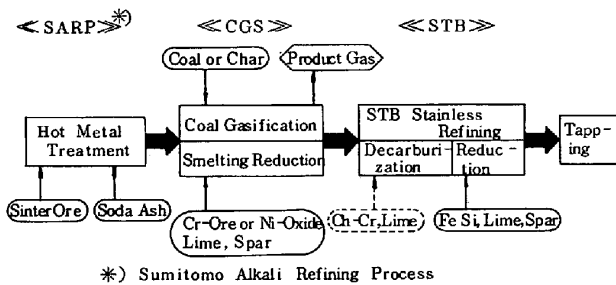 ≪SARP≫*) ≪CGS≫ ≪STB≫
Coal or Char
Product Gas
Hot Metal
Treatment
Coal Gasification
Smelting Reduction
STB Stainless
Refining
Decarburi-
zation
Reduc-
tion
Tapp-
ing
Sinter Ore
Soda Ash
Cr-Ore or Ni-Oxide
Lime, Spar
Ch-Cr,Lime
Fe Si, Lime, Spar
*) Sumitomo Alkali Refining Process